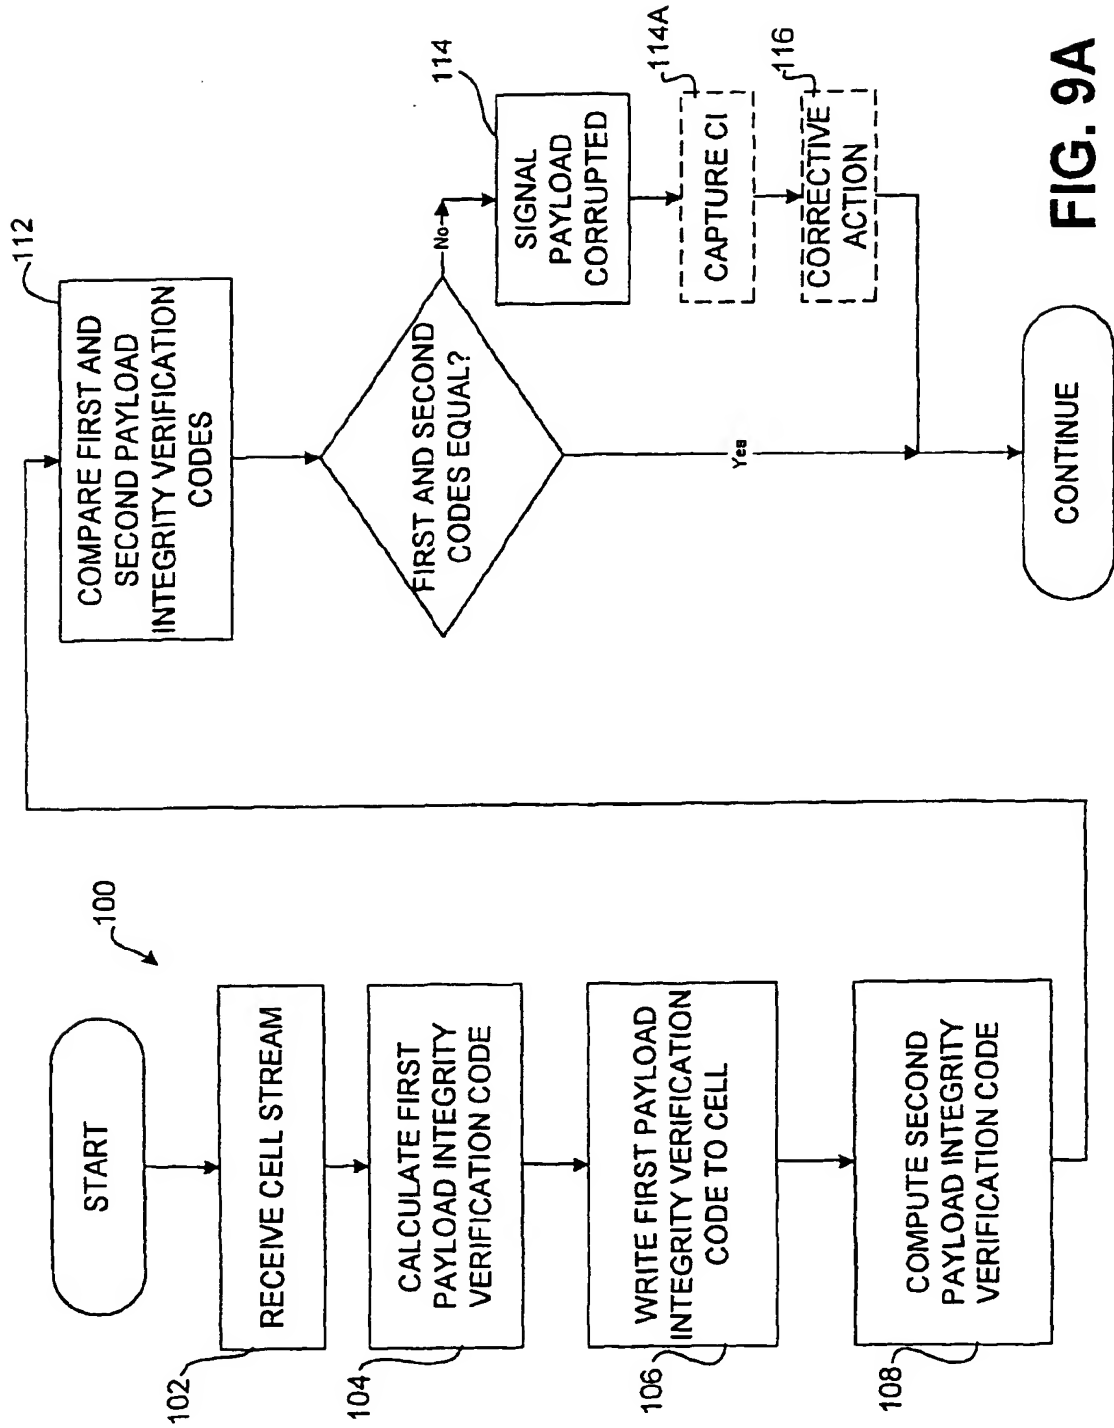 100
START
102
RECEIVE CELL STREAM
104
CALCULATE FIRST
PAYLOAD INTEGRITY
VERIFICATION CODE
106
WRITE FIRST PAYLOAD
INTEGRITY VERIFICATION
CODE TO CELL
108
COMPUTE SECOND
PAYLOAD INTEGRITY
VERIFICATION CODE
112
COMPARE FIRST AND
SECOND PAYLOAD
INTEGRITY VERIFICATION
CODES
FIRST AND SECOND
CODES EQUAL?
No
Yes
114
SIGNAL
PAYLOAD
CORRUPTED
114A
CAPTURE CI
116
CORRECTIVE
ACTION
CONTINUE
FIG. 9A